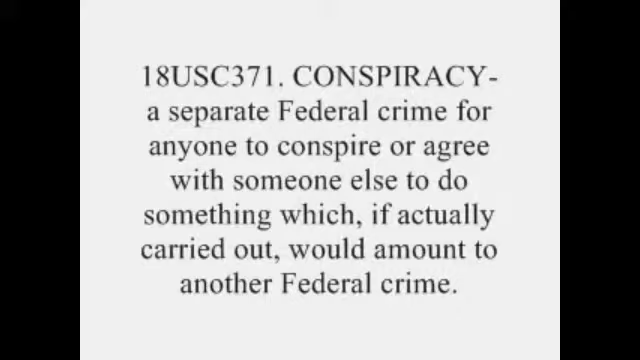 18USC371. CONSPIRACY-
a separate Federal crime for
anyone to conspire or agree
with someone else to do
something which, if actually
carried out, would amount to
another Federal crime.